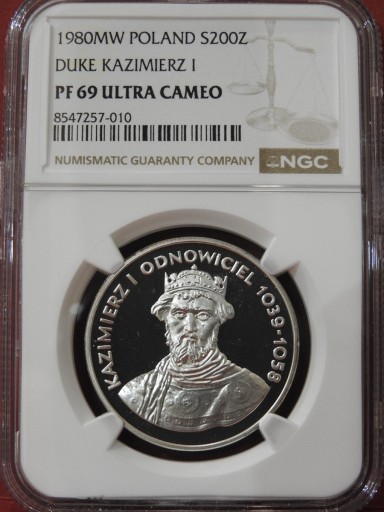 1980MW POLAND S200Z
DUKE KAZIMIERZ I
PF 69 ULTRA CAMEO
8547257-010
NUMISMATIC GUARANTY COMPANY NGC
KAZIMIERZ I ODNOWICIEL 1039-1058